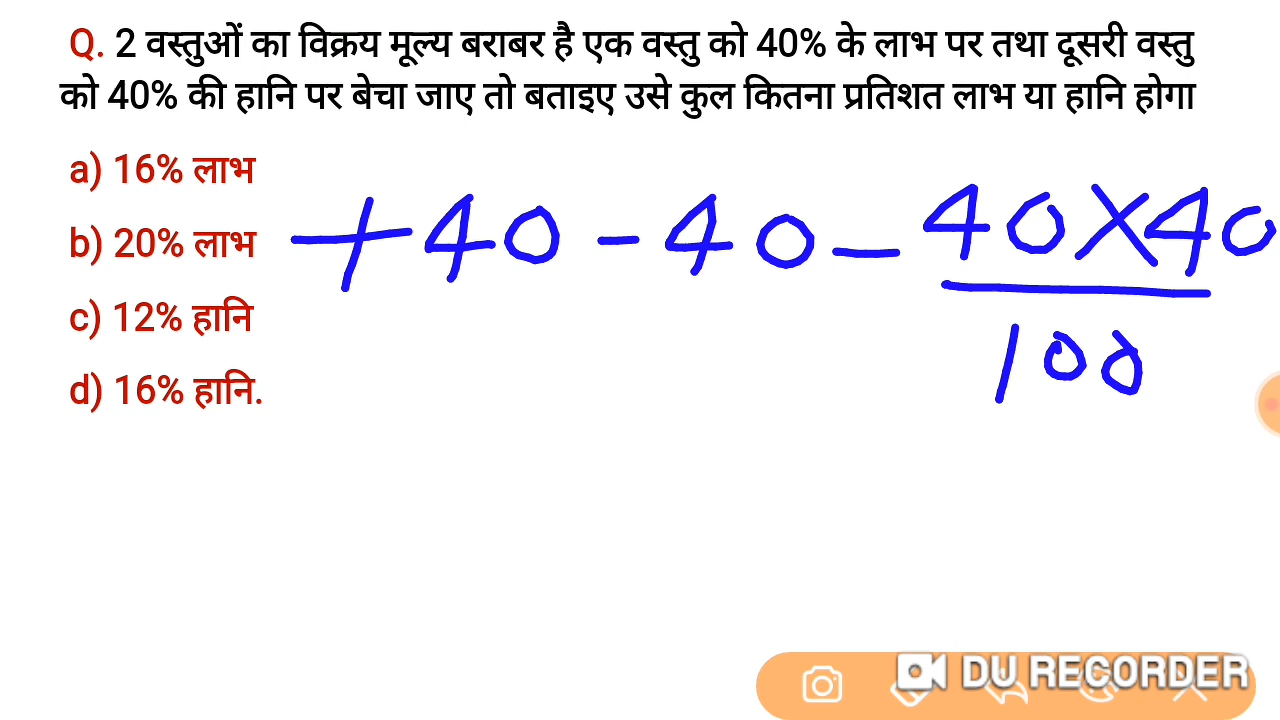 Q. 2 वस्तुओं का विक्रय मूल्य बराबर है एक वस्तु को 40% के लाभ पर तथा दूसरी वस्तु
को 40% की हानि पर बेचा जाए तो बताइए उसे कुल कितना प्रतिशत लाभ या हानि होगा
a) 16% लाभ
b) 20% लाभ
c) 12% हानि
d) 16% हानि.
+40 - 40 - 40X40
100
DU RECORDER